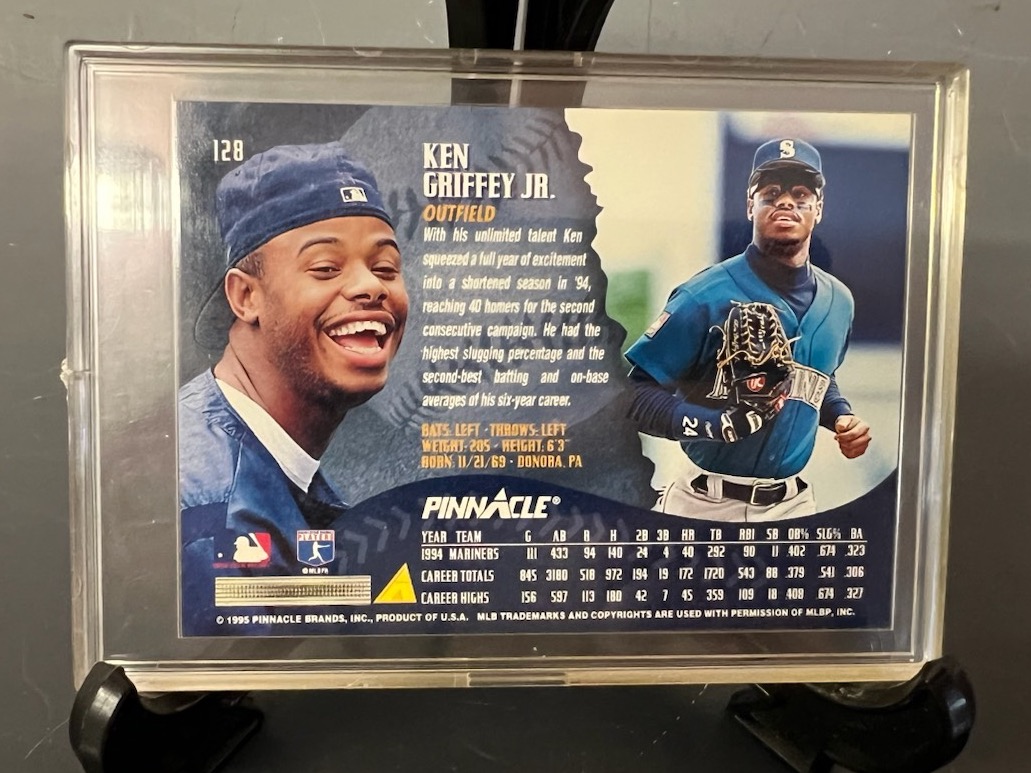 128
KEN
GRIFFEY JR.
OUTFIELD
With his unlimited talent Ken
squeezed a full year of excitement
into a shortened season in '94,
reaching 40 homers for the second
consecutive campaign. He had the
highest slugging percentage and the
second-best batting and on-base
averages of his six-year career.
BATS: LEFT · THROWS: LEFT
WEIGHT: 205 · HEIGHT: 6'3"
BORN: 11/21/69 · DONORA, PA
S
24
PINNACLE®
YEAR TEAM G AB R H 2B 3B HR TB RBI SB OB% SLG% BA
1994 MARINERS 111 433 94 140 24 4 40 292 90 11 .402 .674 .323
CAREER TOTALS 845 3180 518 972 194 19 172 1720 543 88 .379 .541 .306
CAREER HIGHS 156 597 113 180 42 7 45 359 109 18 .408 .674 .327
PLAYERS
© MLBPA
© 1995 PINNACLE BRANDS, INC., PRODUCT OF U.S.A. MLB TRADEMARKS AND COPYRIGHTS ARE USED WITH PERMISSION OF MLBP, INC.